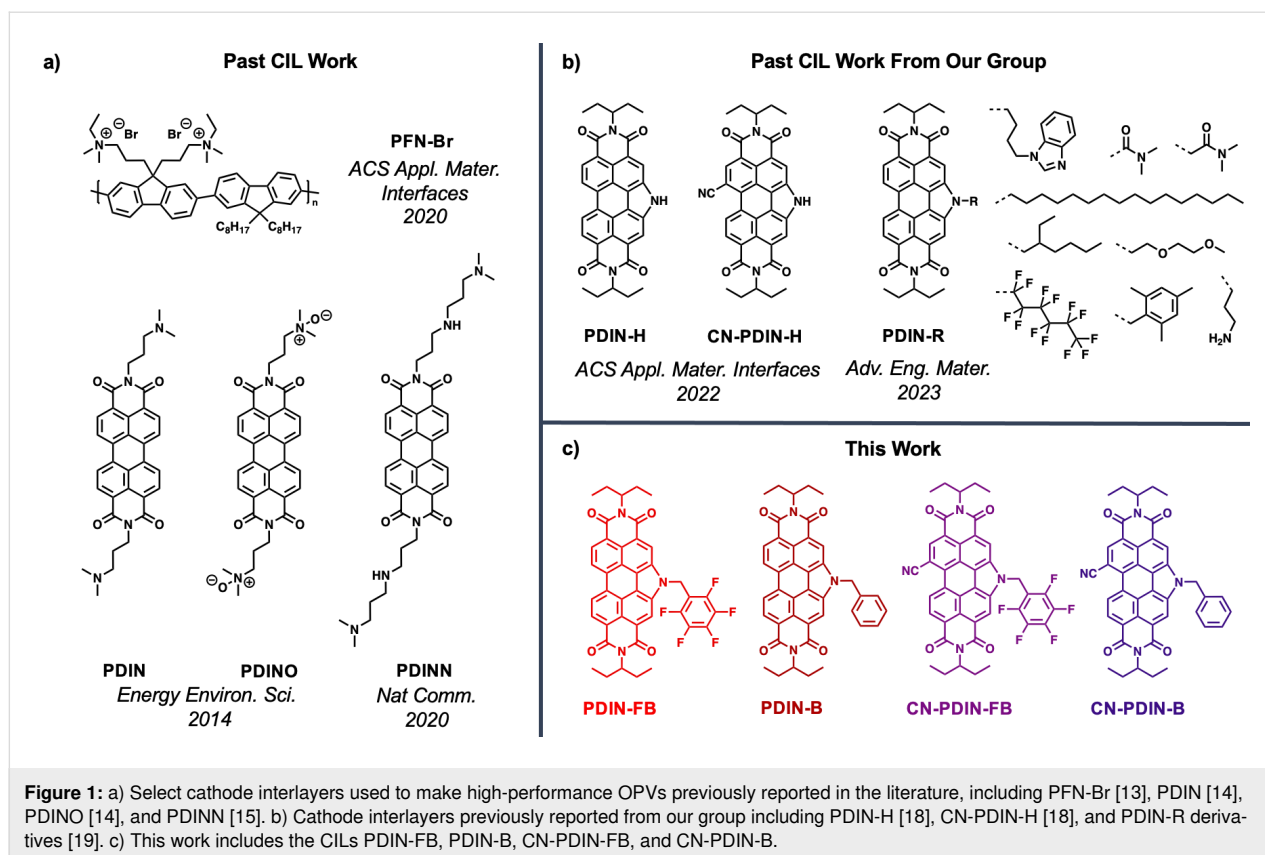 a)
Past CIL Work
⊖
Br
Br
⊖
N
⊕
N
⊕
n
C8H17
C8H17
PFN-Br
ACS Appl. Mater.
Interfaces
2020
N
O
N
O
O
N
O
N
PDIN
O⊖
N
⊕
O
N
O
O
N
O
N
⊖O
⊕
PDINO
Energy Environ. Sci.
2014
N
NH
O
N
O
O
N
O
HN
N
PDINN
Nat Comm.
2020
b)
Past CIL Work From Our Group
O
N
O
NH
O
N
O
PDIN-H
O
N
O
NC
NH
O
N
O
CN-PDIN-H
ACS Appl. Mater. Interfaces
2022
O
N
O
N–R
O
N
O
PDIN-R
Adv. Eng. Mater.
2023
N
N
O
N
O
N
O
O
F
F
F
F
F
F
F
F
F
F
F
F
F
H2N
c)
This Work
O
N
O
N
F
F
F
F
F
O
N
O
PDIN-FB
O
N
O
N
O
N
O
PDIN-B
O
N
O
NC
N
F
F
F
F
F
O
N
O
CN-PDIN-FB
O
N
O
NC
N
O
N
O
CN-PDIN-B
Figure 1: a) Select cathode interlayers used to make high-performance OPVs previously reported in the literature, including PFN-Br [13], PDIN [14],
PDINO [14], and PDINN [15]. b) Cathode interlayers previously reported from our group including PDIN-H [18], CN-PDIN-H [18], and PDIN-R deriva-
tives [19]. c) This work includes the CILs PDIN-FB, PDIN-B, CN-PDIN-FB, and CN-PDIN-B.